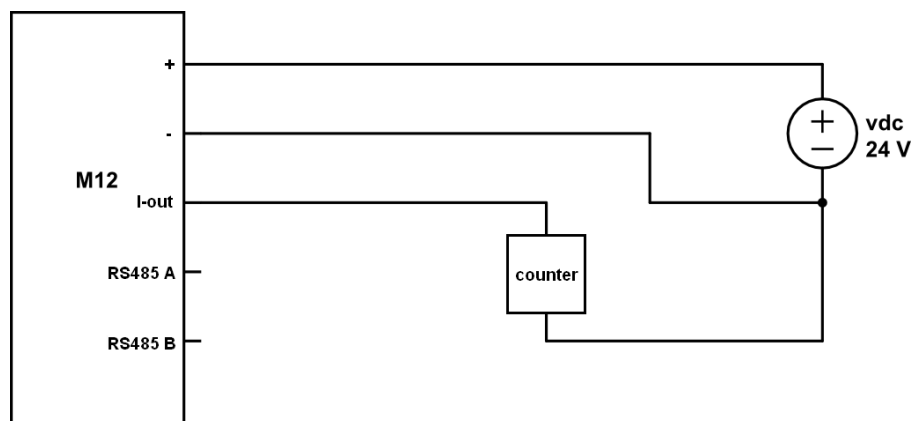 +
-
M12
I-out
RS485 A
RS485 B
counter
+
−
vdc
24 V